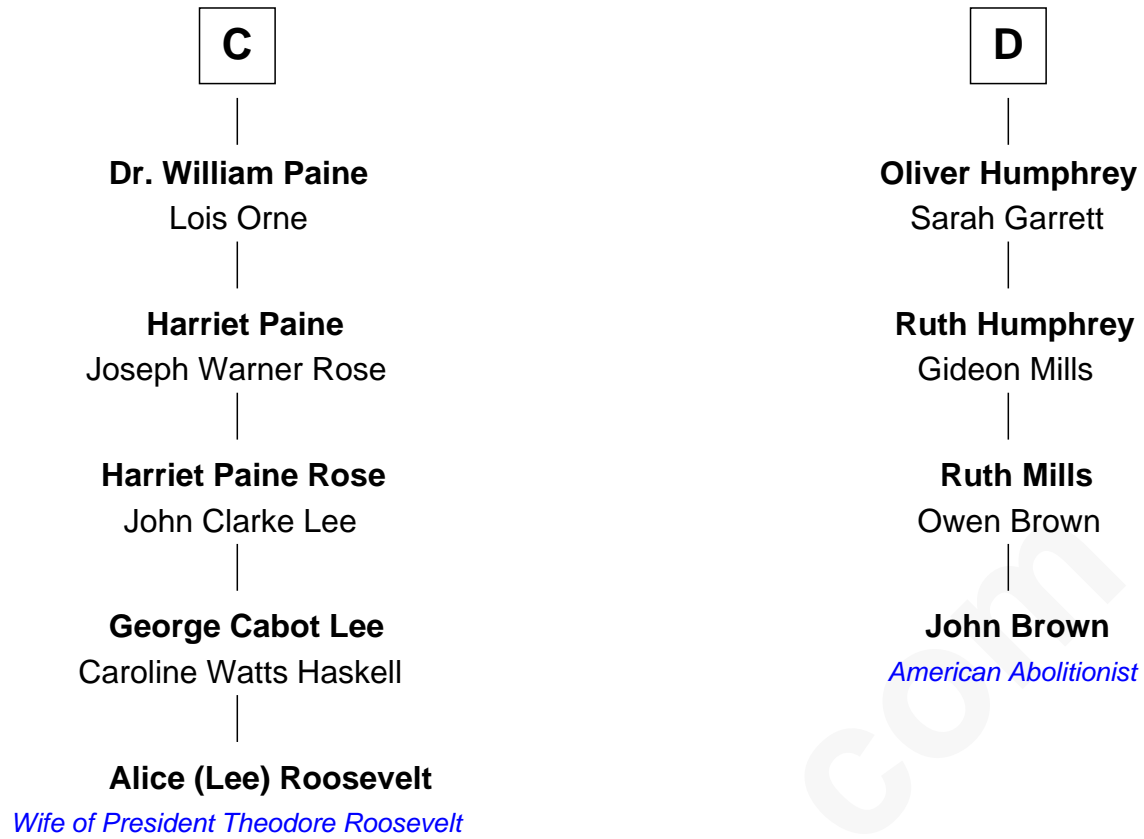 C
Dr. William Paine
Lois Orne
Harriet Paine
Joseph Warner Rose
Harriet Paine Rose
John Clarke Lee
George Cabot Lee
Caroline Watts Haskell
Alice (Lee) Roosevelt
Wife of President Theodore Roosevelt
D
Oliver Humphrey
Sarah Garrett
Ruth Humphrey
Gideon Mills
Ruth Mills
Owen Brown
John Brown
American Abolitionist
com